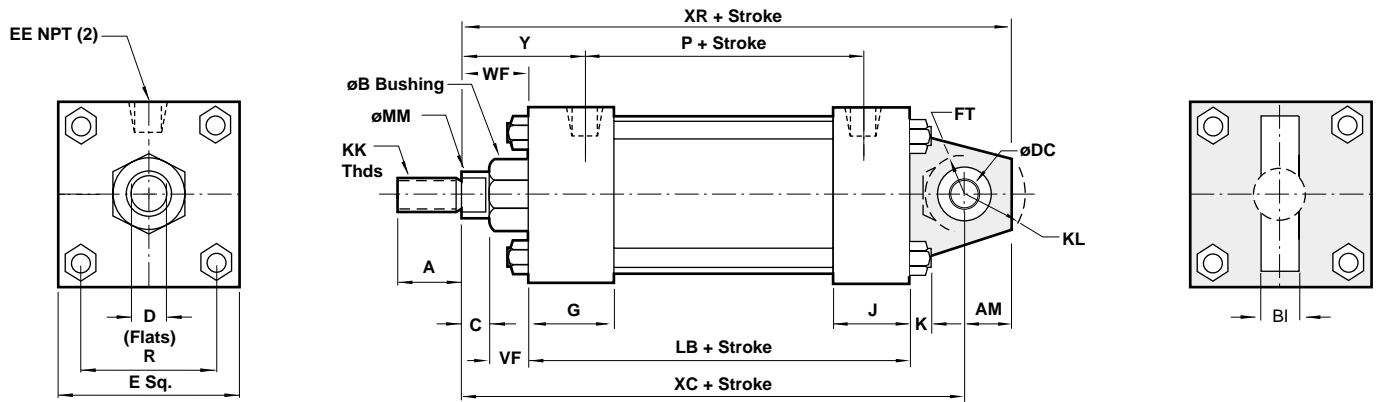 XR + Stroke
EE NPT (2)
Y
P + Stroke
WF
øB Bushing
FT
øMM
øDC
KK
Thds
KL
A
G
J
K
AM
C
D
(Flats)
BI
VF
LB + Stroke
R
E Sq.
XC + Stroke